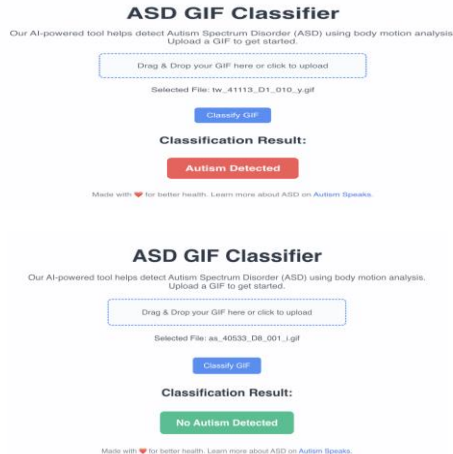 ASD GIF Classifier
Our AI-powered tool helps detect Autism Spectrum Disorder (ASD) using body motion analysis
Upload a GIF to get started.
Drag & Drop your GIF here or click to upload
Selected File: tw_41113_D1_010_y.gif
Classify GIF
Classification Result:
Autism Detected
Made with ❤️ for better health. Learn more about ASD on Autism Speaks.
ASD GIF Classifier
Our AI-powered tool helps detect Autism Spectrum Disorder (ASD) using body motion analysis.
Upload a GIF to get started.
Drag & Drop your GIF here or click to upload
Selected File: as_40533_D8_001_i.gif
Classify GIF
Classification Result:
No Autism Detected
Made with ❤️ for better health. Learn more about ASD on Autism Speaks.